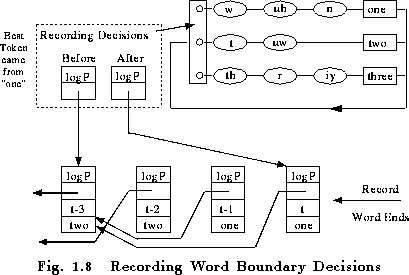 w uh n one
Best
Token
came
from
"one"
Recording Decisions
Before After
logP logP
t uw two
th r iy three
logP logP logP logP
t-3 t-2 t-1 t
two two one one
Record
Word Ends
Fig. 1.8 Recording Word Boundary Decisions